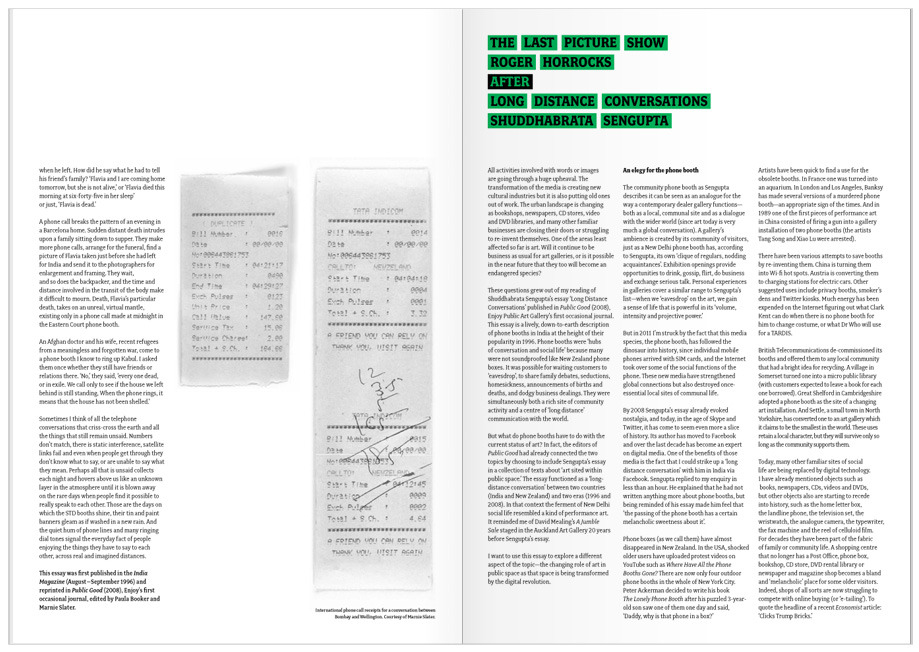 when he left. How did he say what he had to tell
his friend's family? 'Flavia and I are coming home
tomorrow, but she is not alive,' or 'Flavia died this
morning at six-forty-five in her sleep'
or just, 'Flavia is dead.'
A phone call breaks the pattern of an evening in
a Barcelona home. Sudden distant death intrudes
upon a family sitting down to supper. They make
more phone calls, arrange for the funeral, find a
picture of Flavia taken just before she had left
for India and send it to the photographers for
enlargement and framing. They wait,
and so does the backpacker, and the time and
distance involved in the transit of the body make
it difficult to mourn. Death, Flavia's particular
death, takes on an unreal, virtual mantle,
existing only in a phone call made at midnight at
the Eastern Court phone booth.
An Afghan doctor and his wife, recent refugees
from a meaningless and forgotten war, come to
a phone booth I know to ring up Kabul. I asked
them once whether they still have friends or
relations there. 'No,' they said, 'every one dead,
or in exile. We call only to see if the house we left
behind is still standing. When the phone rings, it
means that the house has not been shelled.'
Sometimes I think of all the telephone
conversations that criss-cross the earth and all
the things that still remain unsaid. Numbers
don't match, there is static interference, satellite
links fail and even when people get through they
don't know what to say, or are unable to say what
they mean. Perhaps all that is unsaid collects
each night and hovers above us like an unknown
layer in the atmosphere until it is blown away
on the rare days when people find it possible to
really speak to each other. Those are the days on
which the STD booths shine, their tin and paint
banners gleam as if washed in a new rain. And
the quiet hum of phone lines and many ringing
dial tones signal the everyday fact of people
enjoying the things they have to say to each
other, across real and imagined distances.
This essay was first published in the India
Magazine (August–September 1996) and
reprinted in Public Good (2008), Enjoy's first
occasional journal, edited by Paula Booker and
Marnie Slater.
DUPLICATE
Bill Number : 0016
Date : 00/00/00
No:006443861753
Start Time : 04:21:17
Duration : 0490
End Time : 04:29:27
Exch Pulses : 0123
Unit Price : 1.20
Call Value : 147.60
Service Tax : 15.06
Service Charges : 2.00
Total + S.Ch. : 164.66
TATA INDICOM
Bill Number : 0014
Date : 00/00/00
No:006443861753
CALLTO: NEWZELAND
Start Time : 04:04:10
Duration : 0004
Exch Pulses : 0001
Total + S.Ch. : 3.32
A FRIEND YOU CAN RELY ON
THANK YOU, VISIT AGAIN
TATA INDICOM
Bill Number : 0015
Date : 00/00/00
CALLTO : NEWZELAND
Start Time : 04:12:45
Duration : 0009
Exch Pulses : 0003
Total + S.Ch. : 4.64
A FRIEND YOU CAN RELY ON
THANK YOU, VISIT AGAIN
International phone call receipts for a conversation between
Bombay and Wellington. Courtesy of Marnie Slater.
THE LAST PICTURE SHOW
ROGER HORROCKS
AFTER
LONG DISTANCE CONVERSATIONS
SHUDDHABRATA SENGUPTA
All activities involved with words or images
are going through a huge upheaval. The
transformation of the media is creating new
cultural industries but it is also putting old ones
out of work. The urban landscape is changing
as bookshops, newspapers, CD stores, video
and DVD libraries, and many other familiar
businesses are closing their doors or struggling
to re-invent themselves. One of the areas least
affected so far is art. Will it continue to be
business as usual for art galleries, or is it possible
in the near future that they too will become an
endangered species?
These questions grew out of my reading of
Shuddhabrata Sengupta's essay 'Long Distance
Conversations' published in Public Good (2008),
Enjoy Public Art Gallery's first occasional journal.
This essay is a lively, down-to-earth description
of phone booths in India at the height of their
popularity in 1996. Phone booths were 'hubs
of conversation and social life' because many
were not soundproofed like New Zealand phone
boxes. It was possible for waiting customers to
'eavesdrop', to share family debates, seductions,
homesickness, announcements of births and
deaths, and dodgy business dealings. They were
simultaneously both a rich site of community
activity and a centre of 'long distance'
communication with the world.
But what do phone booths have to do with the
current status of art? In fact, the editors of
Public Good had already connected the two
topics by choosing to include Sengupta's essay
in a collection of texts about 'art sited within
public space.' The essay functioned as a 'long-
distance conversation' between two countries
(India and New Zealand) and two eras (1996 and
2008). In that context the ferment of New Delhi
social life resembled a kind of performance art.
It reminded me of David Mealing's A Jumble
Sale staged in the Auckland Art Gallery 20 years
before Sengupta's essay.
I want to use this essay to explore a different
aspect of the topic—the changing role of art in
public space as that space is being transformed
by the digital revolution.
An elegy for the phone booth
The community phone booth as Sengupta
describes it can be seen as an analogue for the
way a contemporary dealer gallery functions—
both as a local, communal site and as a dialogue
with the wider world (since art today is very
much a global conversation). A gallery's
ambience is created by its community of visitors,
just as a New Delhi phone booth has, according
to Sengupta, its own 'clique of regulars, nodding
acquaintances'. Exhibition openings provide
opportunities to drink, gossip, flirt, do business
and exchange serious talk. Personal experiences
in galleries cover a similar range to Sengupta's
list—when we 'eavesdrop' on the art, we gain
a sense of life that is powerful in its 'volume,
intensity and projective power.'
But in 2011 I'm struck by the fact that this media
species, the phone booth, has followed the
dinosaur into history, since individual mobile
phones arrived with SIM cards, and the Internet
took over some of the social functions of the
phone. These new media have strengthened
global connections but also destroyed once-
essential local sites of communal life.
By 2008 Sengupta's essay already evoked
nostalgia, and today, in the age of Skype and
Twitter, it has come to seem even more a slice
of history. Its author has moved to Facebook
and over the last decade has become an expert
on digital media. One of the benefits of those
media is the fact that I could strike up a 'long
distance conversation' with him in India via
Facebook. Sengupta replied to my enquiry in
less than an hour. He explained that he had not
written anything more about phone booths, but
being reminded of his essay made him feel that
'the passing of the phone booth has a certain
melancholic sweetness about it'.
Phone boxes (as we call them) have almost
disappeared in New Zealand. In the USA, shocked
older users have uploaded protest videos on
YouTube such as Where Have All the Phone
Booths Gone? There are now only four outdoor
phone booths in the whole of New York City.
Peter Ackerman decided to write his book
The Lonely Phone Booth after his puzzled 3-year-
old son saw one of them one day and said,
'Daddy, why is that phone in a box?'
Artists have been quick to find a use for the
obsolete booths. In France one was turned into
an aquarium. In London and Los Angeles, Banksy
has made several versions of a murdered phone
booth—an appropriate sign of the times. And in
1989 one of the first pieces of performance art
in China consisted of firing a gun into a gallery
installation of two phone booths (the artists
Tang Song and Xiao Lu were arrested).
There have been various attempts to save booths
by re-inventing them. China is turning them
into Wi-fi hot spots. Austria is converting them
to charging stations for electric cars. Other
suggested uses include privacy booths, smoker's
dens and Twitter kiosks. Much energy has been
expended on the Internet figuring out what Clark
Kent can do when there is no phone booth for
him to change costume, or what Dr Who will use
for a TARDIS.
British Telecommunications de-commissioned its
booths and offered them to any local community
that had a bright idea for recycling. A village in
Somerset turned one into a micro public library
(with customers expected to leave a book for each
one borrowed). Great Shelford in Cambridgeshire
adopted a phone booth as the site of a changing
art installation. And Settle, a small town in North
Yorkshire, has converted one to an art gallery which
it claims to be the smallest in the world. These uses
retain a local character, but they will survive only so
long as the community supports them.
Today, many other familiar sites of social
life are being replaced by digital technology.
I have already mentioned objects such as
books, newspapers, CDs, videos and DVDs,
but other objects also are starting to recede
into history, such as the home letter box,
the landline phone, the television set, the
wristwatch, the analogue camera, the typewriter,
the fax machine and the reel of celluloid film.
For decades they have been part of the fabric
of family or community life. A shopping centre
that no longer has a Post Office, phone box,
bookshop, CD store, DVD rental library or
newspaper and magazine shop becomes a bland
and 'melancholic' place for some older visitors.
Indeed, shops of all sorts are now struggling to
compete with online buying (or 'e-tailing'). To
quote the headline of a recent Economist article:
'Clicks Trump Bricks.'